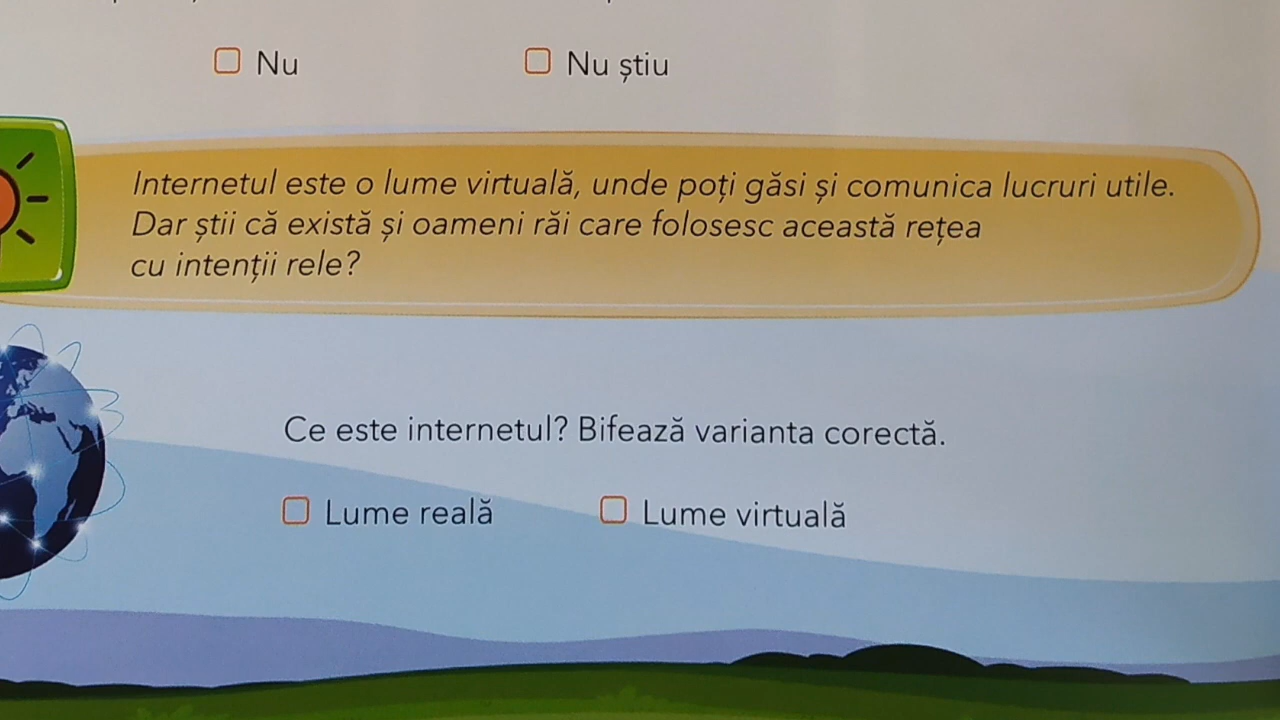 Nu Nu știu
Internetul este o lume virtuală, unde poți găsi și comunica lucruri utile.
Dar știi că există și oameni răi care folosesc această rețea
cu intenții rele?
Ce este internetul? Bifează varianta corectă.
Lume reală Lume virtuală